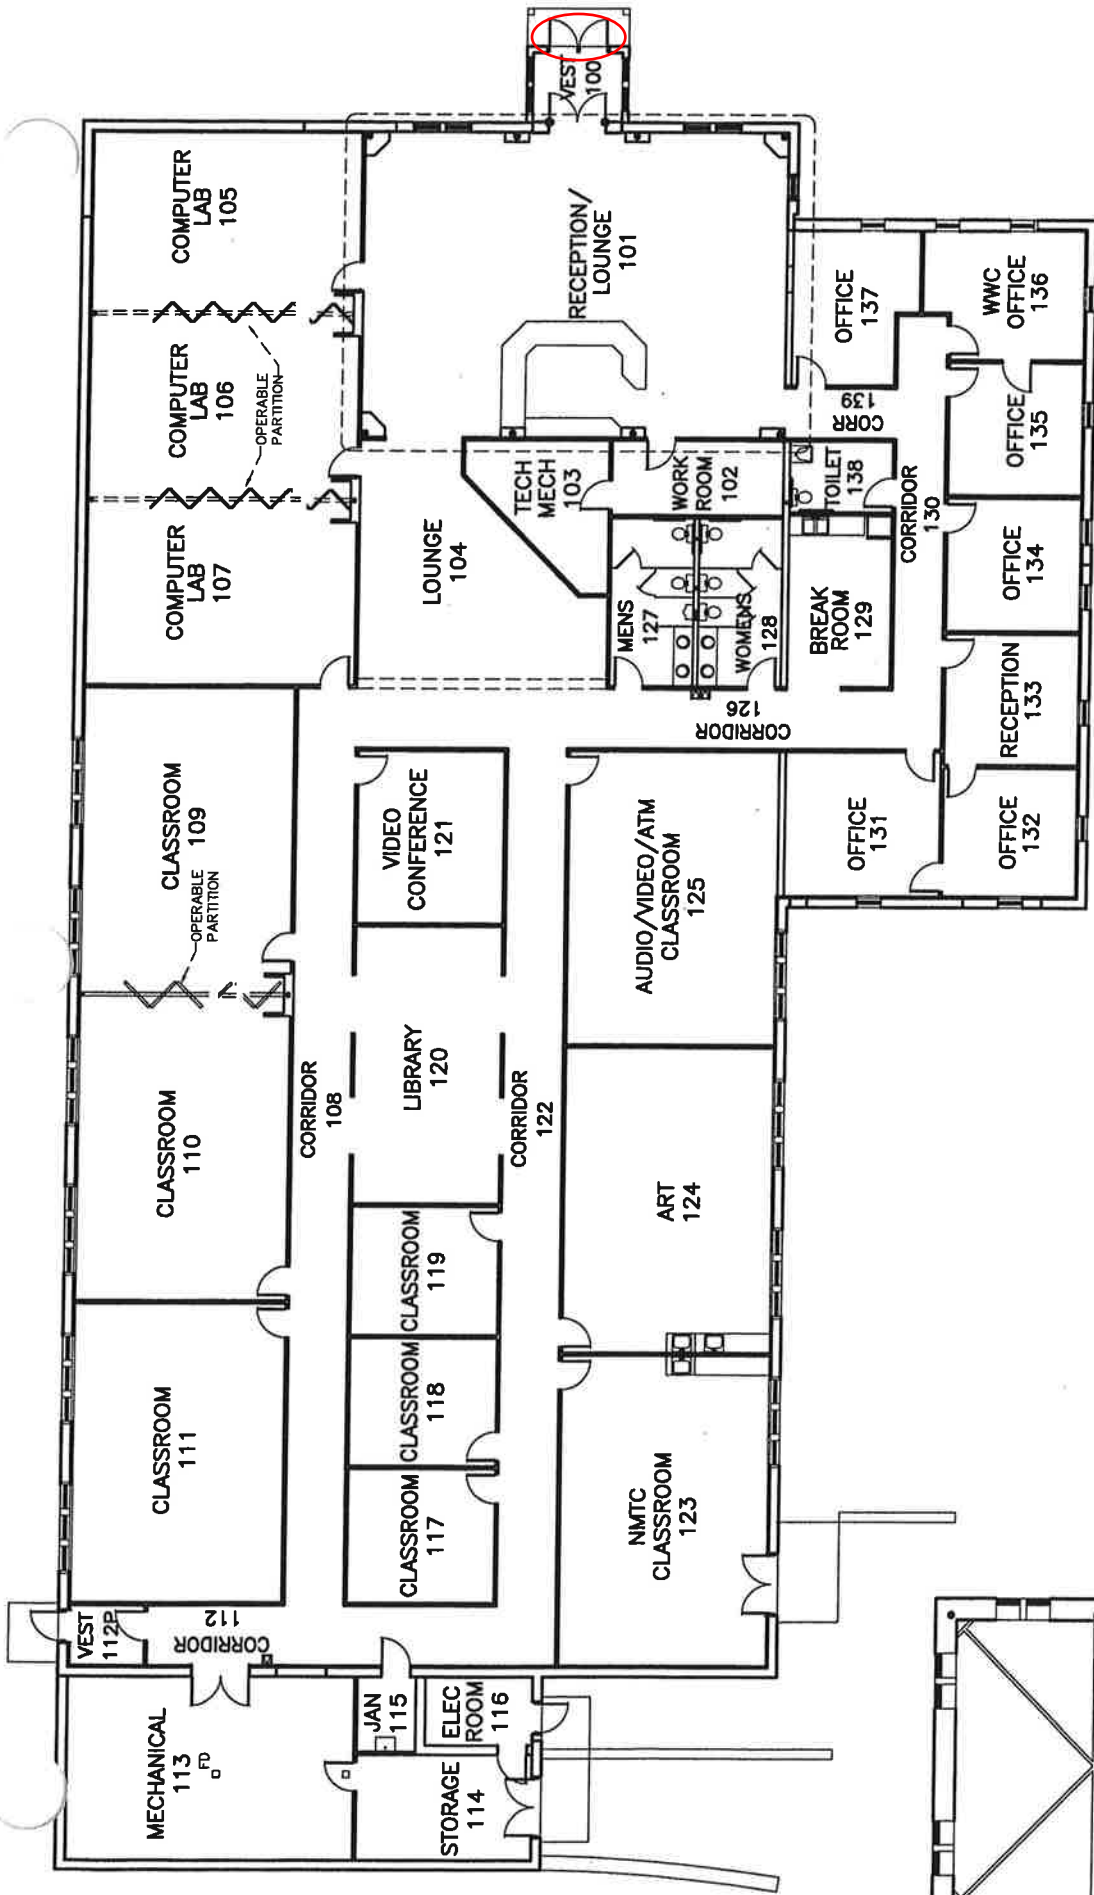 VEST
100
COMPUTER
LAB
105
RECEPTION/
LOUNGE
101
COMPUTER
LAB
106
OPERABLE
PARTITION
OFFICE
137
WWC
OFFICE
136
CORR
139
OFFICE
135
COMPUTER
LAB
107
LOUNGE
104
TECH
MECH
103
WORK
ROOM
102
TOILET
138
CORRIDOR
130
OFFICE
134
MENS
127
WOMENS
128
BREAK
ROOM
129
RECEPTION
133
CORRIDOR
126
CLASSROOM
109
OPERABLE
PARTITION
VIDEO
CONFERENCE
121
AUDIO/VIDEO/ATM
CLASSROOM
125
OFFICE
131
OFFICE
132
CLASSROOM
110
CORRIDOR
108
LIBRARY
120
CORRIDOR
122
ART
124
CLASSROOM
119
CLASSROOM
118
CLASSROOM
111
CLASSROOM
117
NMTC
CLASSROOM
123
VEST
112P
CORRIDOR
112
MECHANICAL
113
FD
JAN
115
ELEC
ROOM
116
STORAGE
114